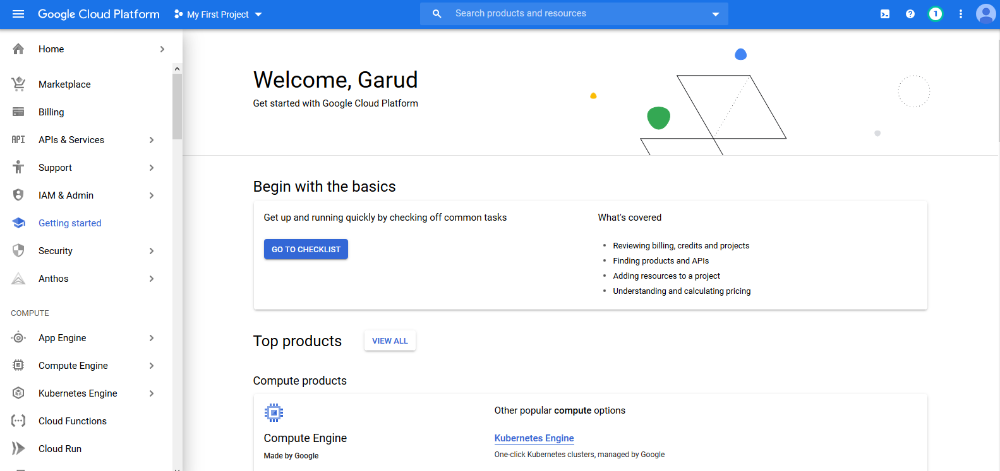 Google Cloud Platform
My First Project
Search products and resources
1
Home
Marketplace
Billing
API APIs & Services
Support
IAM & Admin
Getting started
Security
Anthos
COMPUTE
App Engine
Compute Engine
Kubernetes Engine
Cloud Functions
Cloud Run
Welcome, Garud
Get started with Google Cloud Platform
Begin with the basics
Get up and running quickly by checking off common tasks
GO TO CHECKLIST
What's covered
• Reviewing billing, credits and projects
• Finding products and APIs
• Adding resources to a project
• Understanding and calculating pricing
Top products
VIEW ALL
Compute products
Compute Engine
Made by Google
Other popular compute options
Kubernetes Engine
One-click Kubernetes clusters, managed by Google